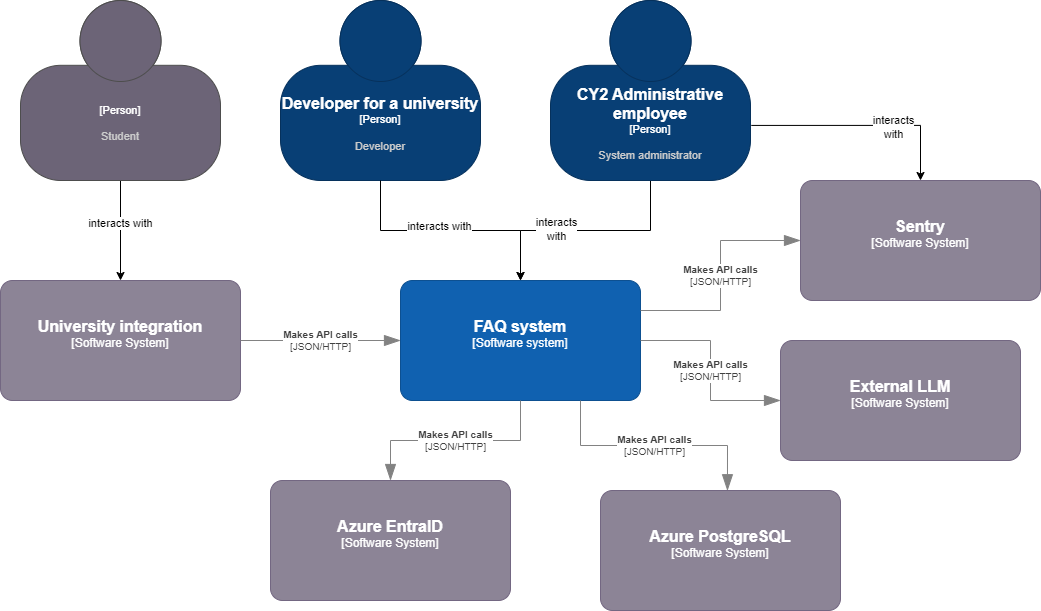 [Person]
Student
Developer for a university
[Person]
Developer
CY2 Administrative
employee
[Person]
System administrator
interacts
with
interacts with
interacts with
interacts
with
Sentry
[Software System]
Makes API calls
[JSON/HTTP]
University integration
[Software System]
Makes API calls
[JSON/HTTP]
FAQ system
[Software system]
Makes API calls
[JSON/HTTP]
External LLM
[Software System]
Makes API calls
[JSON/HTTP]
Makes API calls
[JSON/HTTP]
Azure EntraID
[Software System]
Azure PostgreSQL
[Software System]